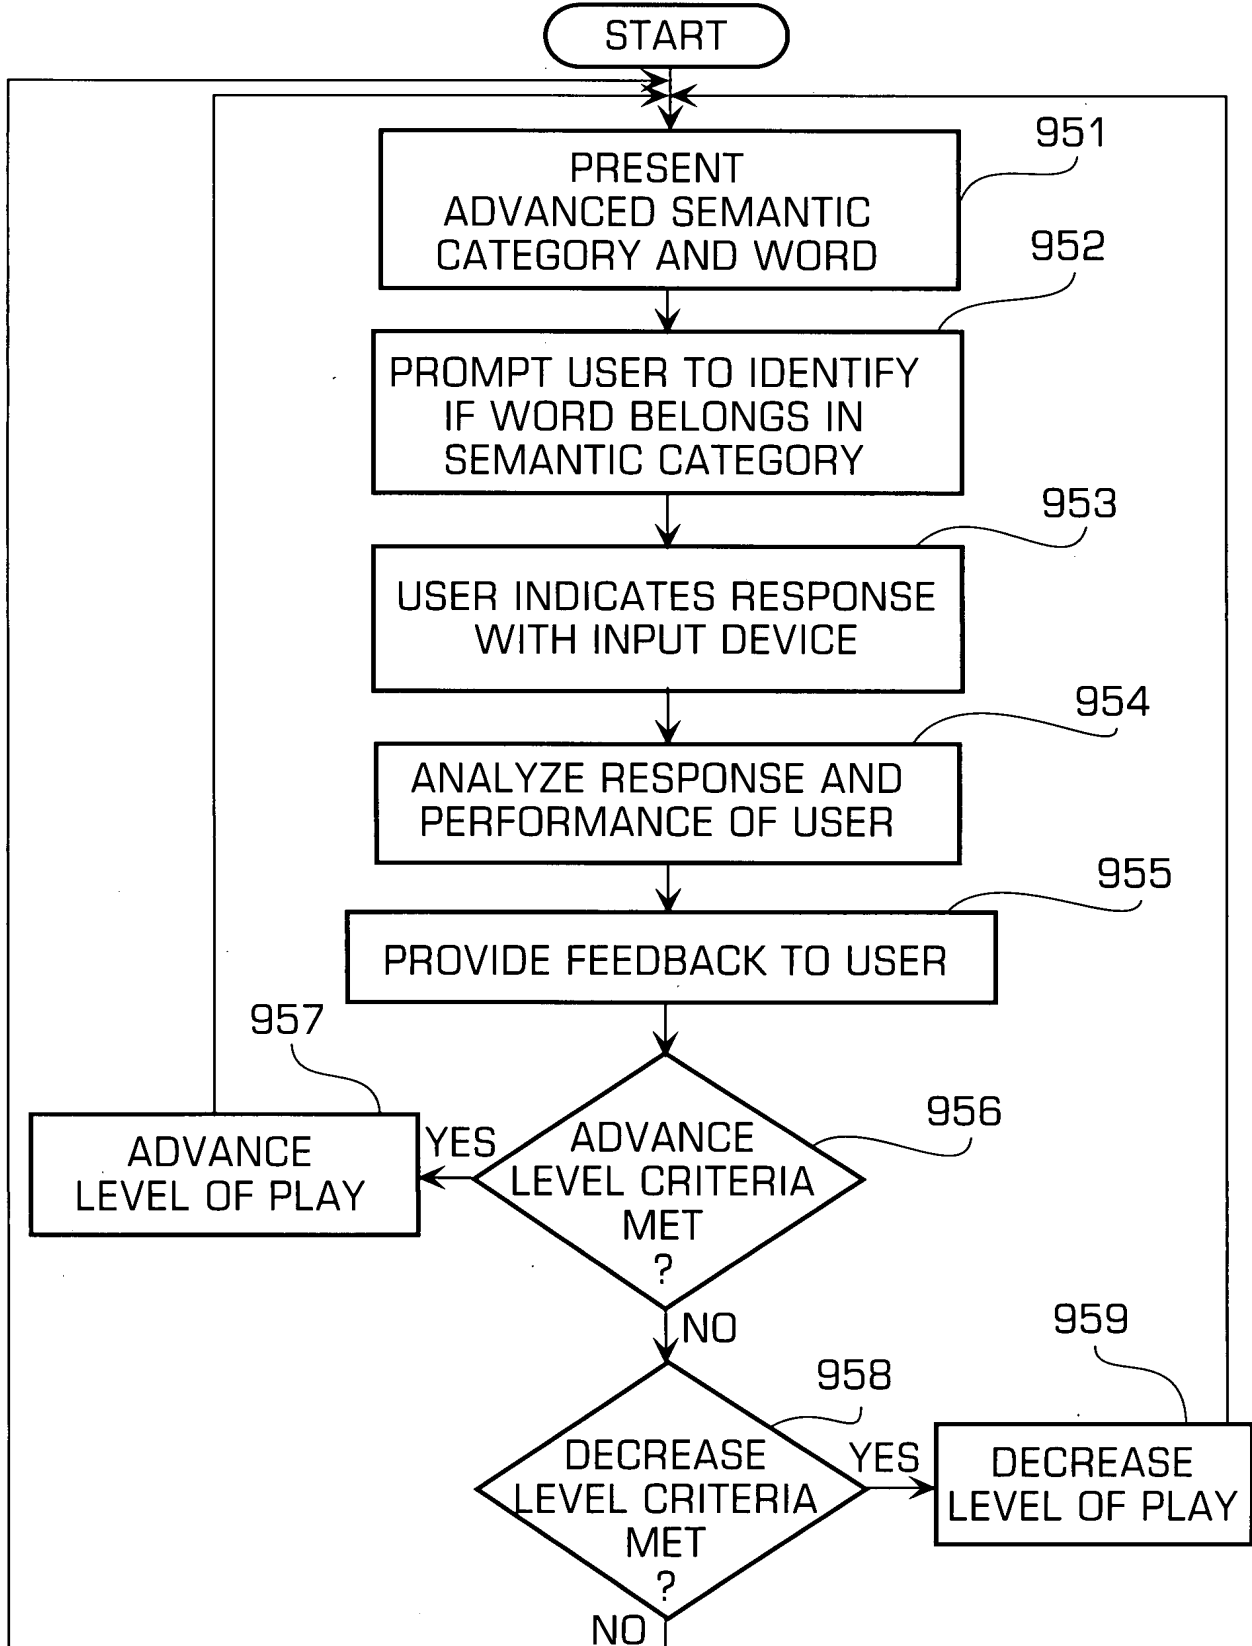 START
951
PRESENT
ADVANCED SEMANTIC
CATEGORY AND WORD
952
PROMPT USER TO IDENTIFY
IF WORD BELONGS IN
SEMANTIC CATEGORY
953
USER INDICATES RESPONSE
WITH INPUT DEVICE
954
ANALYZE RESPONSE AND
PERFORMANCE OF USER
955
PROVIDE FEEDBACK TO USER
957
956
ADVANCE
LEVEL OF PLAY
YES
ADVANCE
LEVEL CRITERIA
MET
?
NO
959
958
DECREASE
LEVEL CRITERIA
MET
?
YES
DECREASE
LEVEL OF PLAY
NO